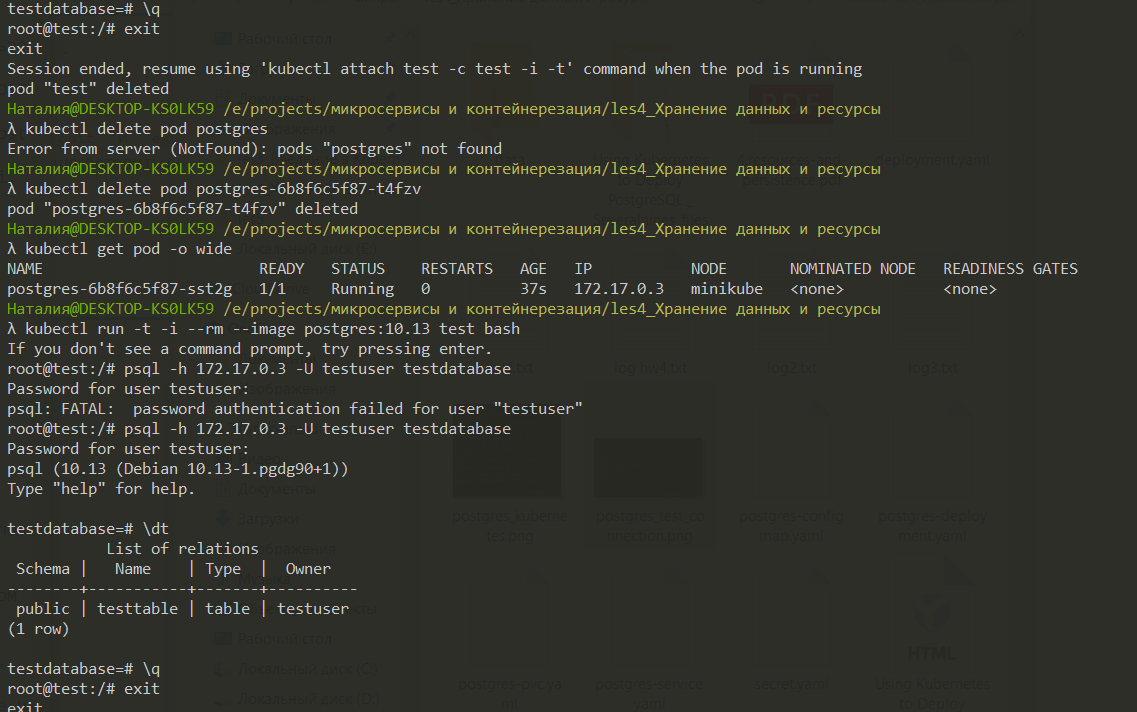 testdatabase=# \q
root@test:/# exit
exit
Session ended, resume using 'kubectl attach test -c test -i -t' command when the pod is running
pod "test" deleted
Наталия@DESKTOP-KS0LK59 /e/projects/микросервисы и контейнерезация/les4_Хранение данных и ресурсы
λ kubectl delete pod postgres
Error from server (NotFound): pods "postgres" not found
Наталия@DESKTOP-KS0LK59 /e/projects/микросервисы и контейнерезация/les4_Хранение данных и ресурсы
λ kubectl delete pod postgres-6b8f6c5f87-t4fzv
pod "postgres-6b8f6c5f87-t4fzv" deleted
Наталия@DESKTOP-KS0LK59 /e/projects/микросервисы и контейнерезация/les4_Хранение данных и ресурсы
λ kubectl get pod -o wide
NAME READY STATUS RESTARTS AGE IP NODE NOMINATED NODE READINESS GATES
postgres-6b8f6c5f87-sst2g 1/1 Running 0 37s 172.17.0.3 minikube <none> <none>
Наталия@DESKTOP-KS0LK59 /e/projects/микросервисы и контейнерезация/les4_Хранение данных и ресурсы
λ kubectl run -t -i --rm --image postgres:10.13 test bash
If you don't see a command prompt, try pressing enter.
root@test:/# psql -h 172.17.0.3 -U testuser testdatabase
Password for user testuser:
psql: FATAL:  password authentication failed for user "testuser"
root@test:/# psql -h 172.17.0.3 -U testuser testdatabase
Password for user testuser:
psql (10.13 (Debian 10.13-1.pgdg90+1))
Type "help" for help.
testdatabase=# \dt
List of relations
Schema | Name | Type | Owner
--------+-----------+-------+----------
public | testtable | table | testuser
(1 row)
testdatabase=# \q
root@test:/# exit
exit